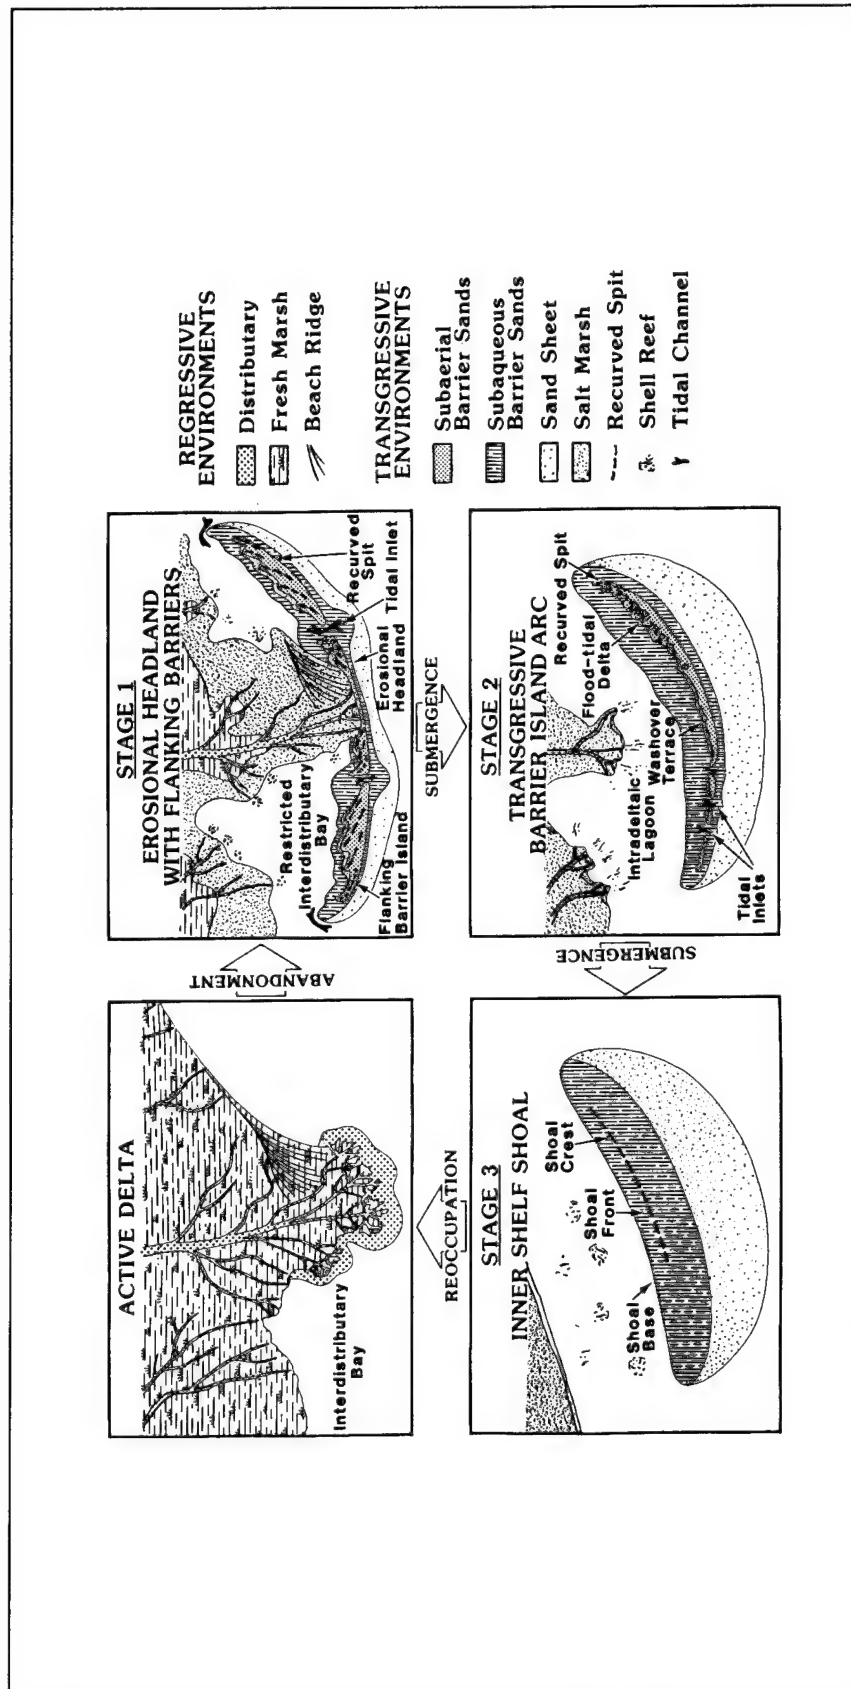 ACTIVE DELTA
Interdistributary
Bay
ABANDONMENT
STAGE 1
EROSIONAL HEADLAND
WITH FLANKING BARRIERS
Restricted
Interdistributary
Bay
Flanking
Barrier Island
Erosional
Headland
Recurved
Spit
Tidal Inlet
SUBMERGENCE
STAGE 2
TRANSGRESSIVE
BARRIER ISLAND ARC
Recurved Spit
Flood-tidal
Delta
Intradeltaic
Lagoon
Washover
Terrace
Tidal
Inlets
SUBMERGENCE
STAGE 3
INNER SHELF SHOAL
Shoal
Crest
Shoal
Front
Shoal
Base
REOCCUPATION
REGRESSIVE
ENVIRONMENTS
Distributary
Fresh Marsh
Beach Ridge
TRANSGRESSIVE
ENVIRONMENTS
Subaerial
Barrier Sands
Subaqueous
Barrier Sands
Sand Sheet
Salt Marsh
Recurved Spit
Shell Reef
Tidal Channel